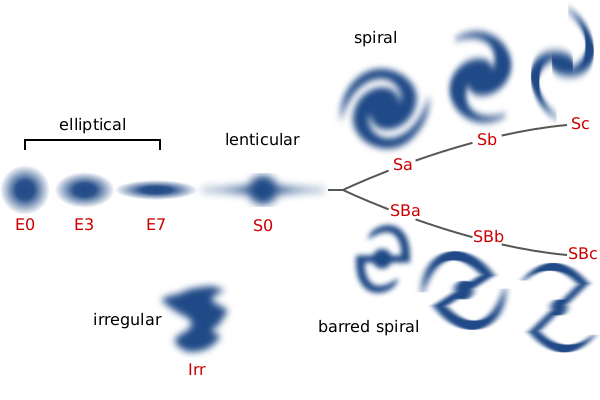 spiral
elliptical
lenticular
Sa
Sb
Sc
E0
E3
E7
S0
SBa
SBb
SBc
irregular
barred spiral
Irr